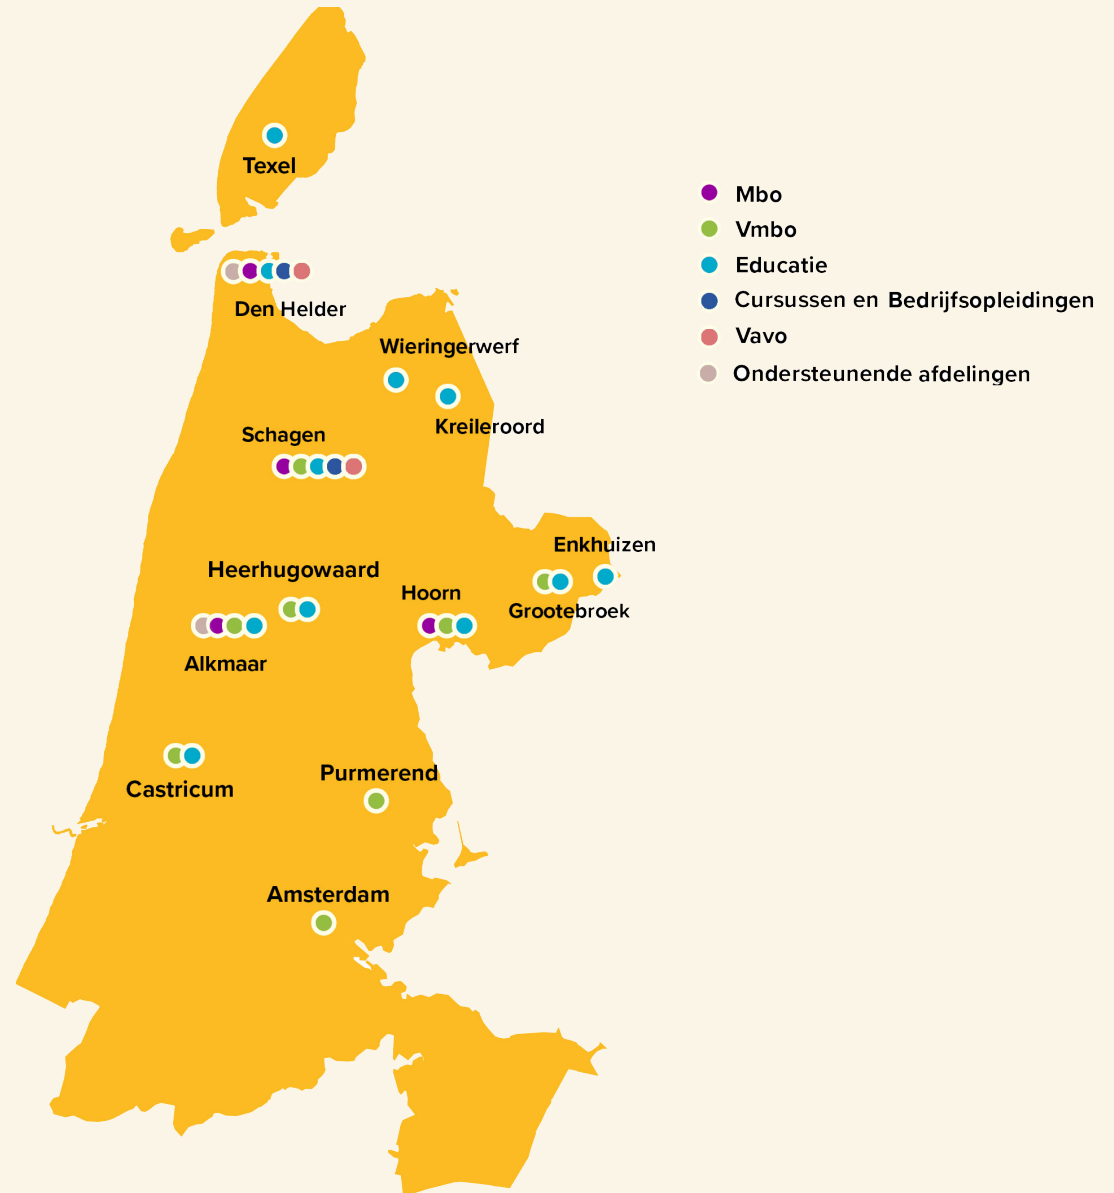 Texel
Mbo
Vmbo
Educatie
Cursussen en Bedrijfsopleidingen
Vavo
Ondersteunende afdelingen
Den Helder
Wieringerwerf
Kreileroord
Schagen
Enkhuizen
Heerhugowaard
Hoorn
Grootebroek
Alkmaar
Purmerend
Castricum
Amsterdam